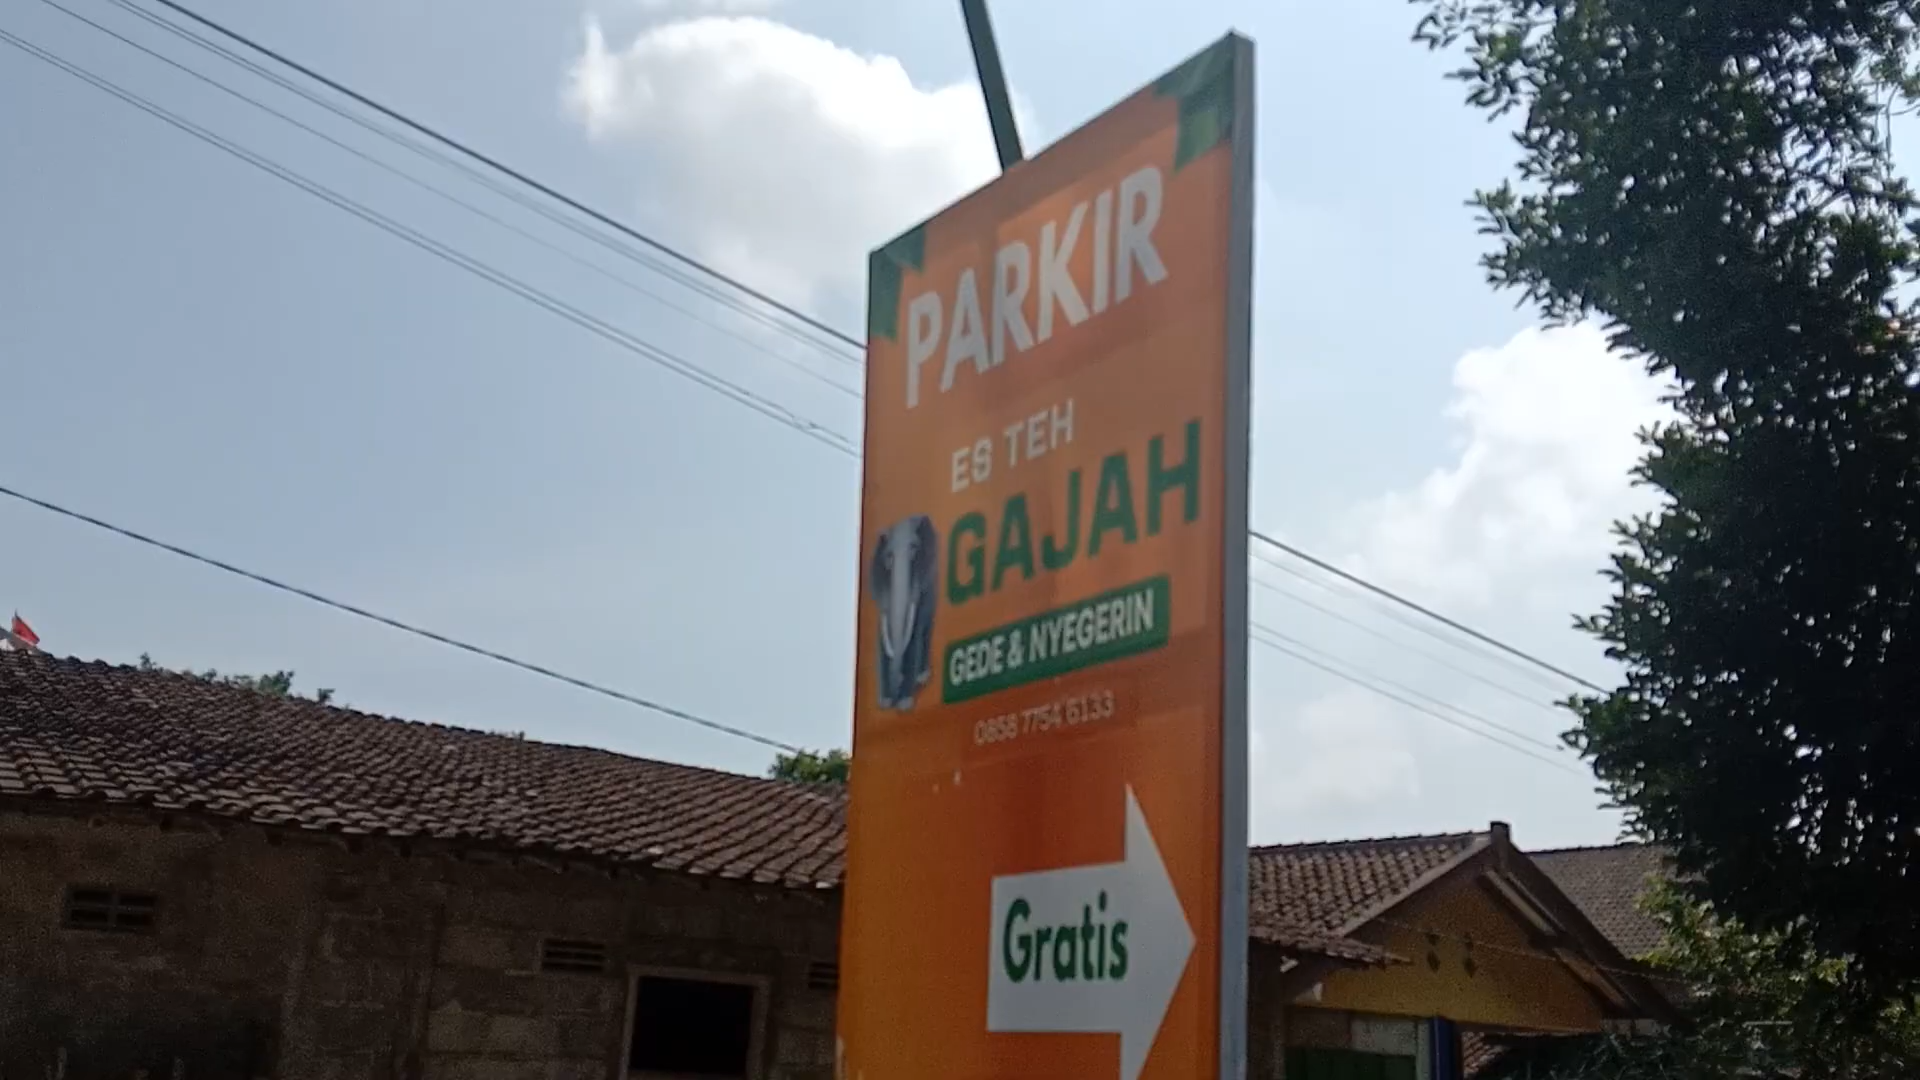 PARKIR
ES TEH
GAJAH
GEDE & NYEGERIN
0858 7754 6133
Gratis